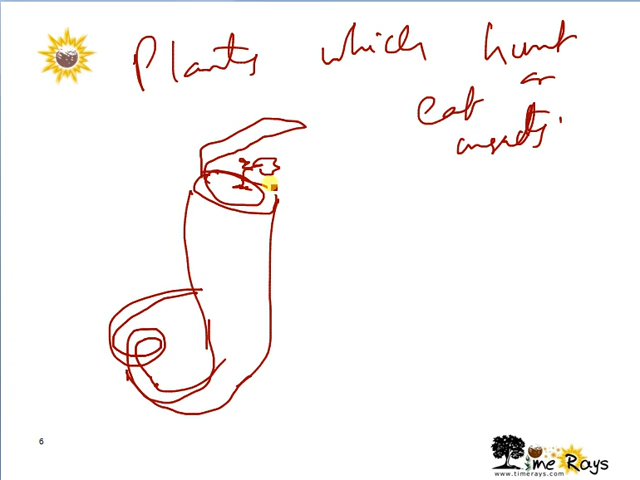 Plants which hunt
or
eat
insects.
6
Time Rays
www.timerays.com